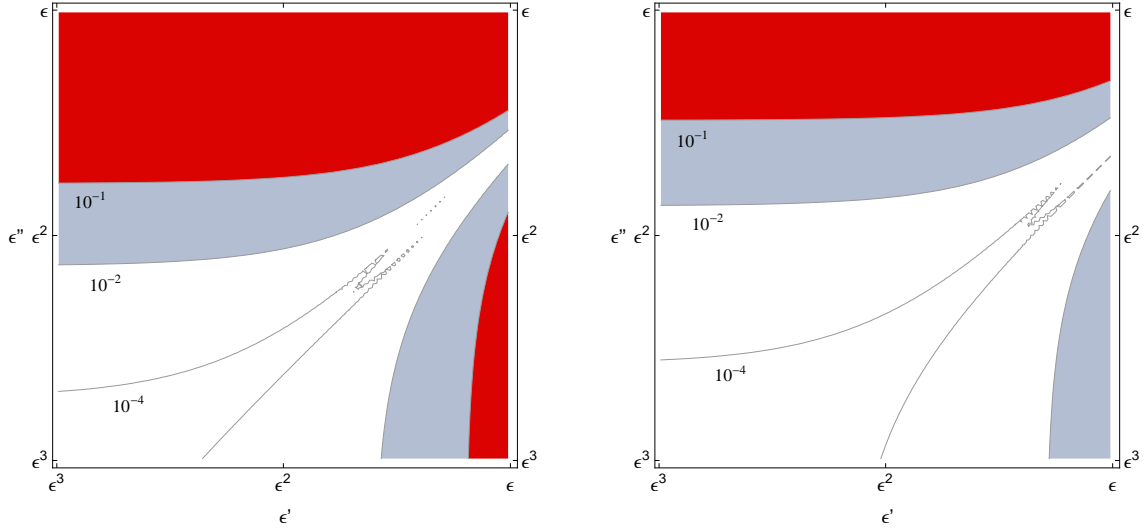 ϵ ϵ ϵ ϵ
10⁻¹ 10⁻¹
10⁻² 
ϵ'' ϵ² ϵ² ϵ'' ϵ² ϵ²
10⁻²
10⁻⁴
10⁻⁴
ϵ³ ϵ³ ϵ³ ϵ³
ϵ³ ϵ² ϵ ϵ³ ϵ² ϵ
ϵ' ϵ'